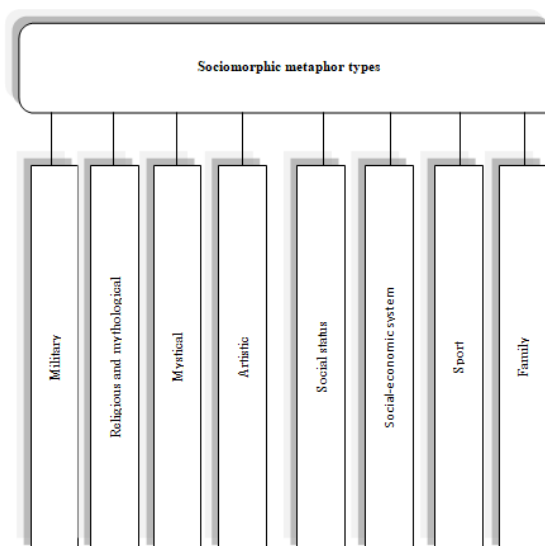 Sociomorphic metaphor types
Military
Religious and mythological
Mystical
Artistic
Social status
Social-economic system
Sport
Family